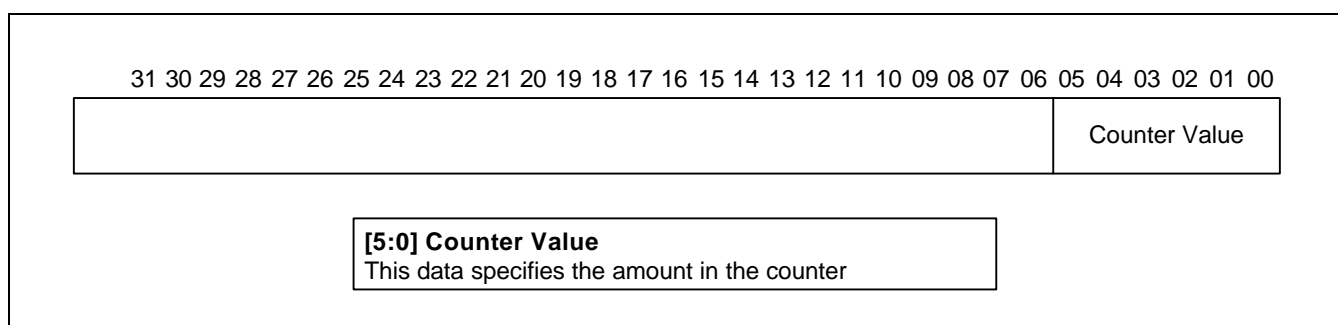 31 30 29 28 27 26 25 24 23 22 21 20 19 18 17 16 15 14 13 12 11 10 09 08 07 06 05 04 03 02 01 00
Counter Value
[5:0] Counter Value
This data specifies the amount in the counter